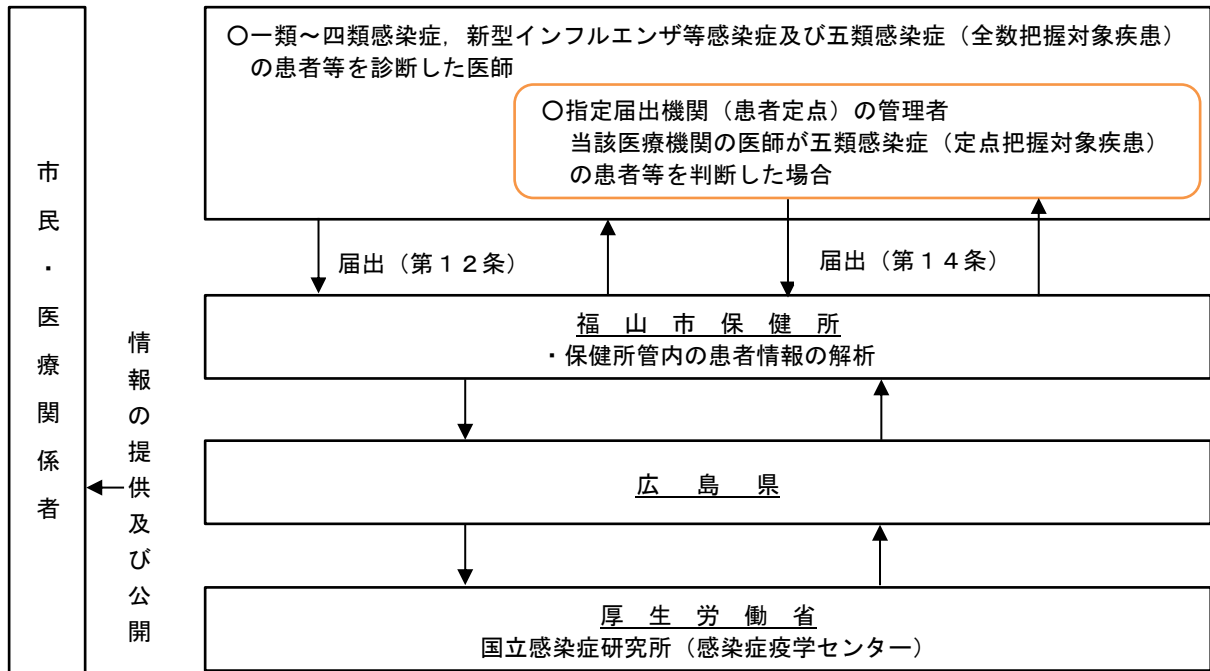 〇一類～四類感染症，新型インフルエンザ等感染症及び五類感染症（全数把握対象疾患）
の患者等を診断した医師
〇指定届出機関（患者定点）の管理者
当該医療機関の医師が五類感染症（定点把握対象疾患）
の患者等を判断した場合
届出（第１２条）
届出（第１４条）
福山市保健所
・保健所管内の患者情報の解析
広島県
厚生労働省
国立感染症研究所（感染症疫学センター）
情報の提供及び公開
市民・医療関係者